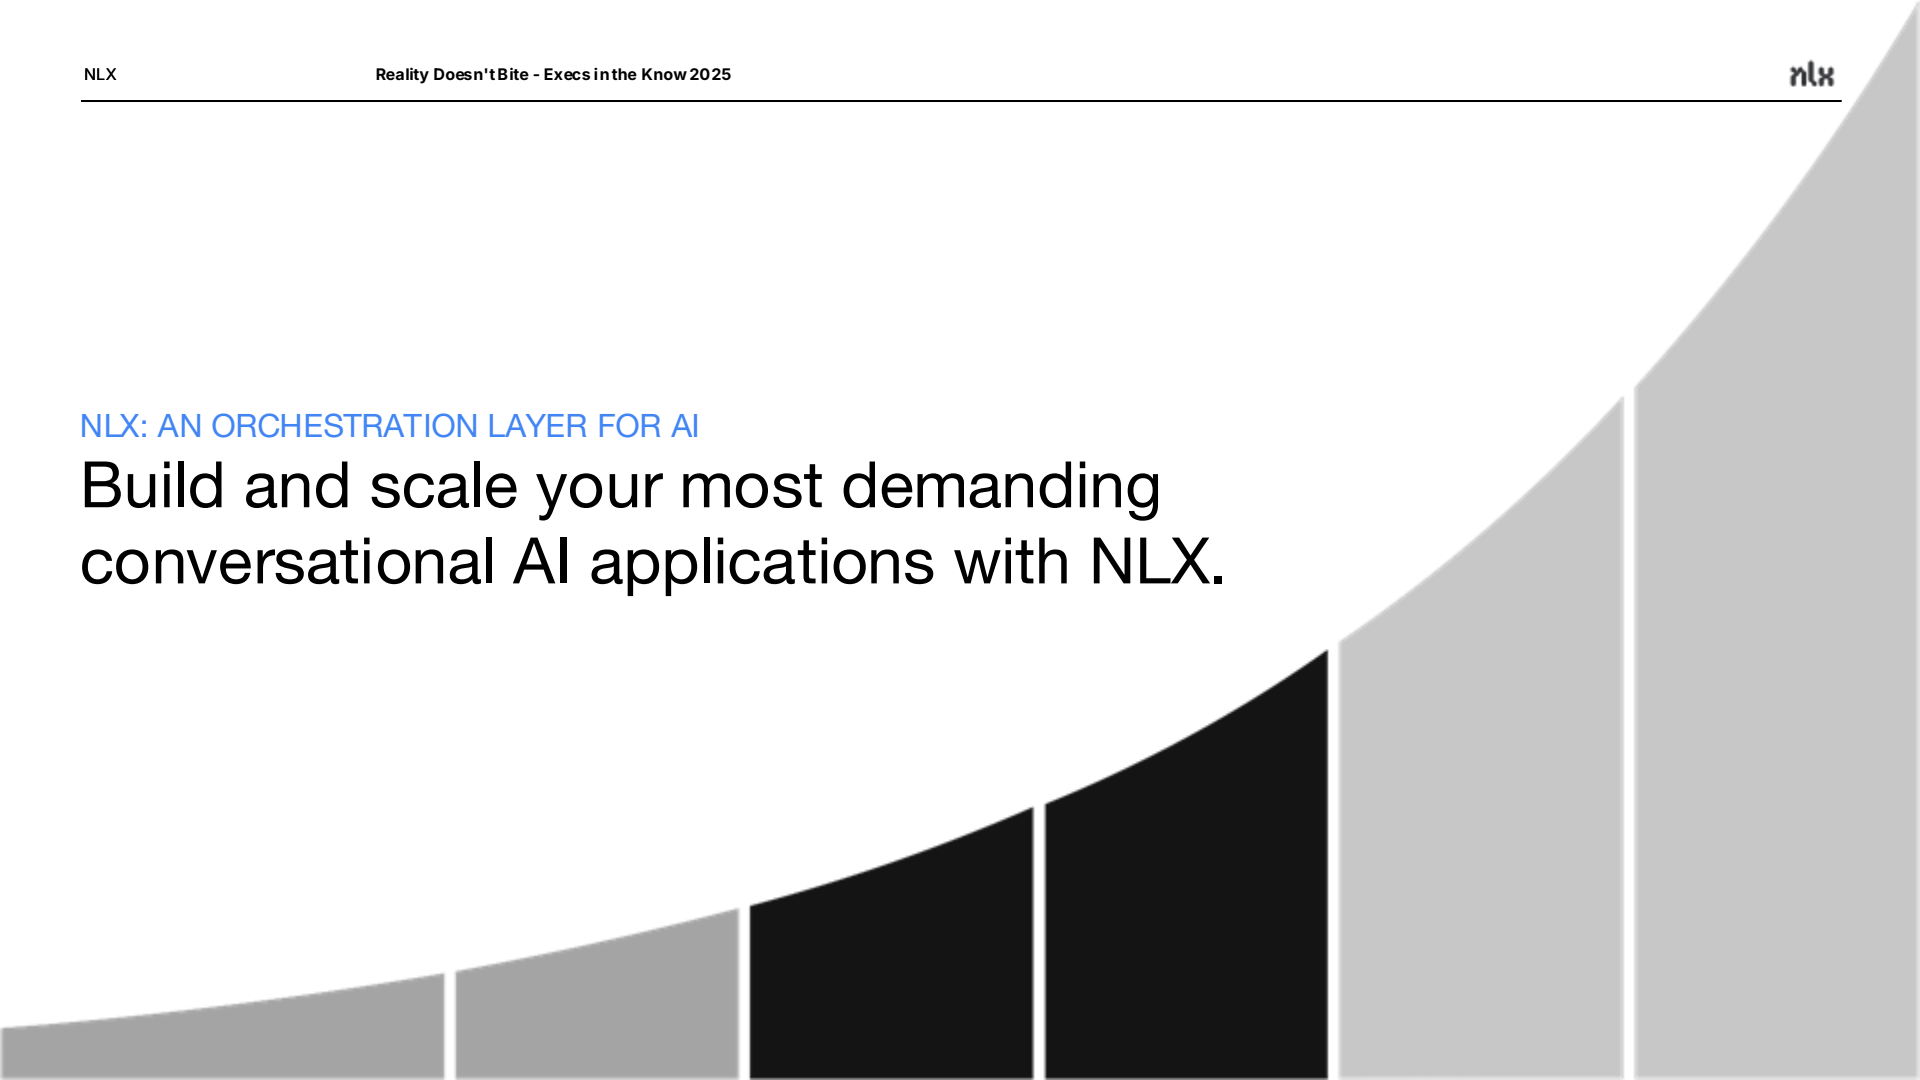 NLX
Reality Doesn't Bite - Execs in the Know 2025
nlx
NLX: AN ORCHESTRATION LAYER FOR AI
Build and scale your most demanding
conversational AI applications with NLX.